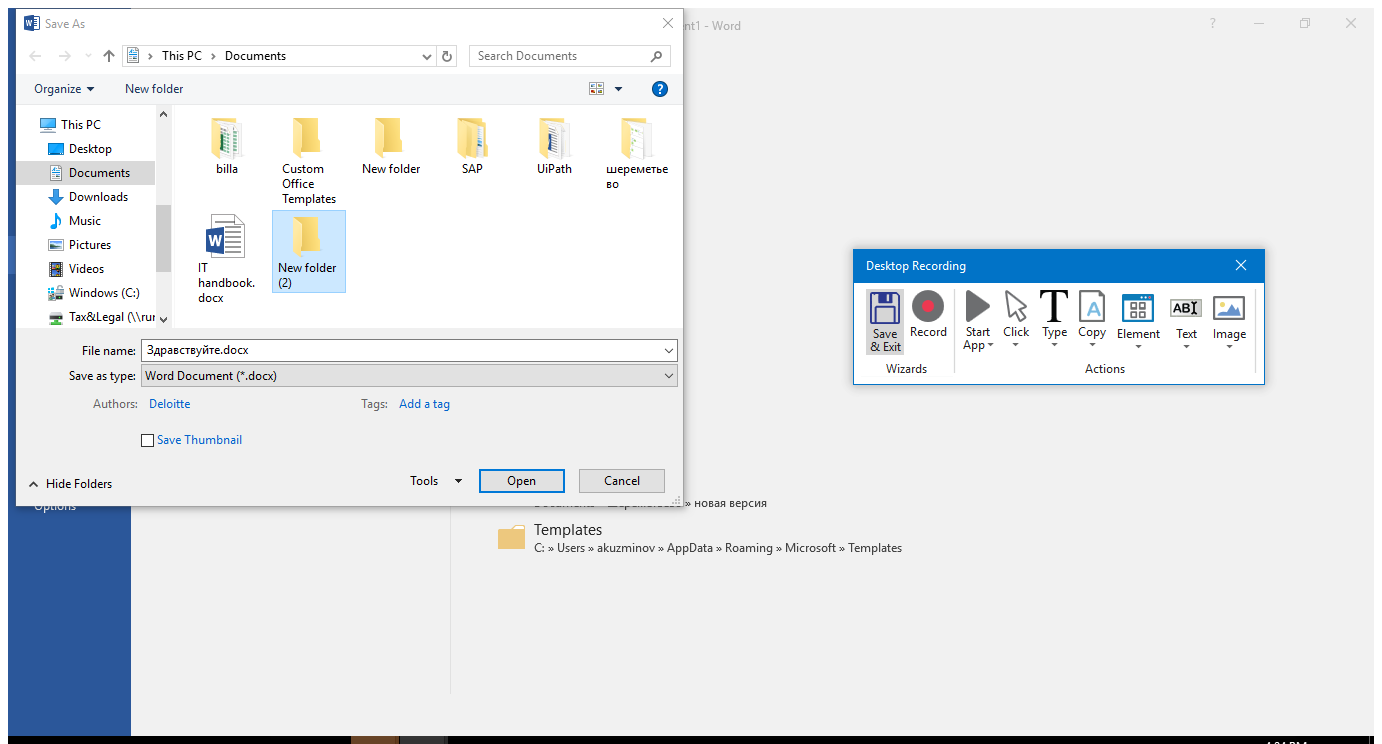 Save As
nt1 - Word
?
This PC > Documents
Search Documents
Organize
New folder
?
This PC
Desktop
Documents
Downloads
Music
Pictures
Videos
Windows (C:)
Tax&Legal (\\rur
billa
Custom
Office
Templates
New folder
SAP
UiPath
шереметье
во
IT
handbook.
docx
New folder
(2)
File name: Здравствуйте.docx
Save as type: Word Document (*.docx)
Authors: Deloitte
Tags: Add a tag
Save Thumbnail
Hide Folders
Tools
Open
Cancel
Options
» новая версия
Templates
C: » Users » akuzminov » AppData » Roaming » Microsoft » Templates
Desktop Recording
Save
& Exit
Record
Start
App
Click
Type
Copy
Element
Text
Image
Wizards
Actions